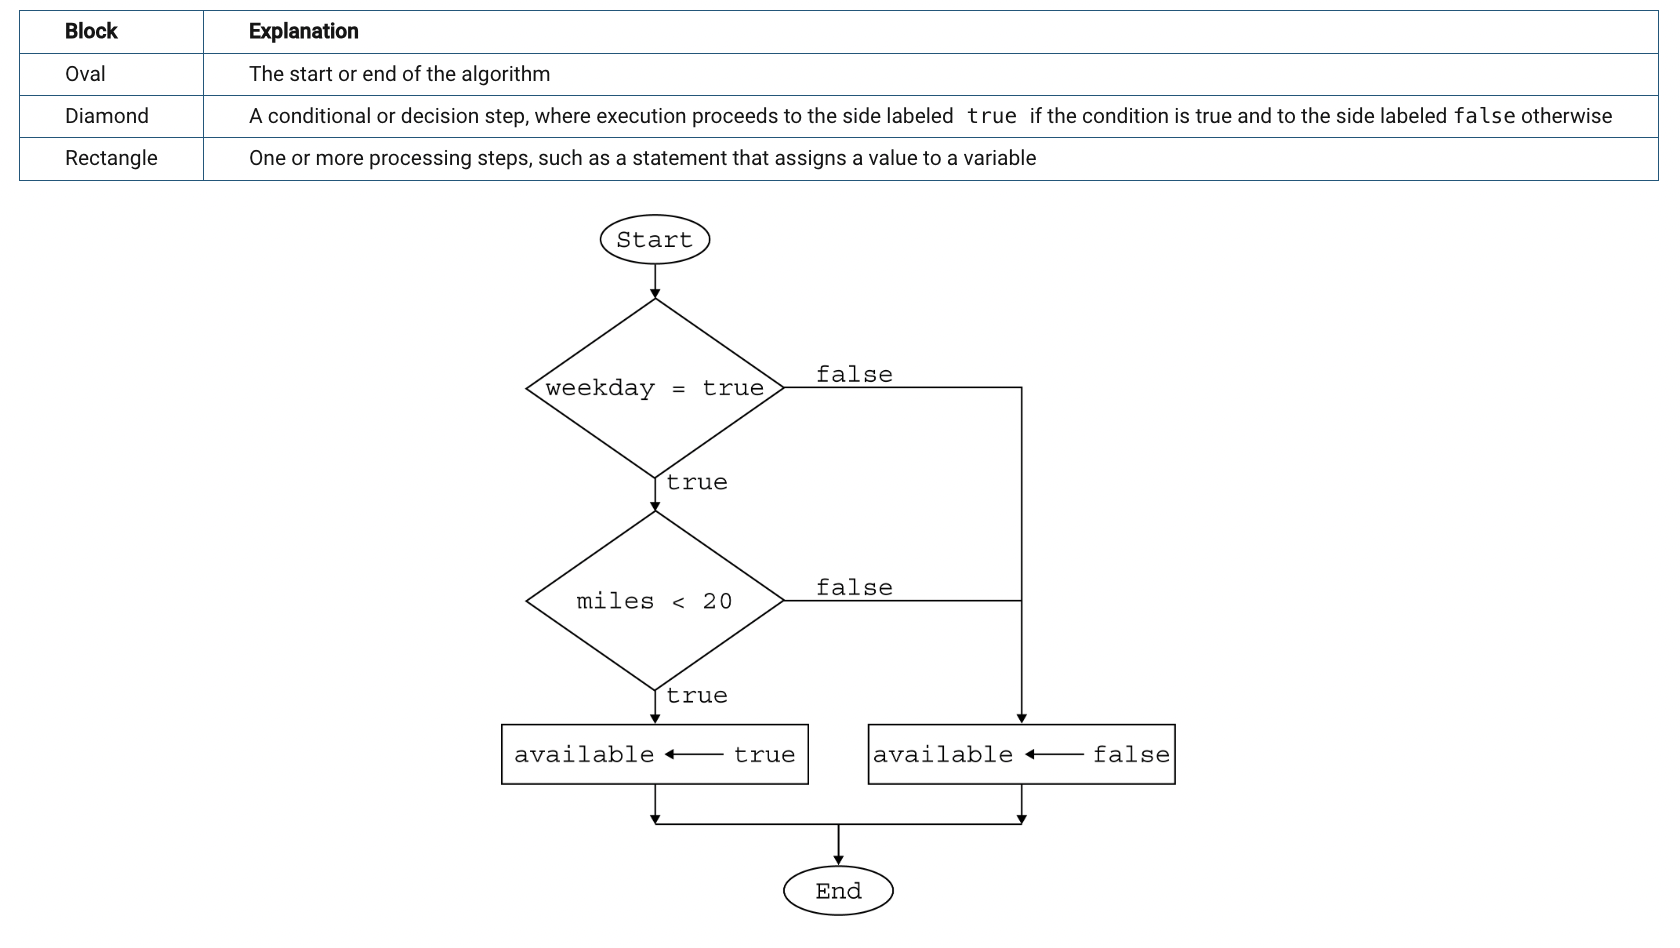 Block Explanation
Oval The start or end of the algorithm
Diamond A conditional or decision step, where execution proceeds to the side labeled true if the condition is true and to the side labeled false otherwise
Rectangle One or more processing steps, such as a statement that assigns a value to a variable
Start
weekday = true
false
true
miles < 20
false
true
available ← true
available ← false
End